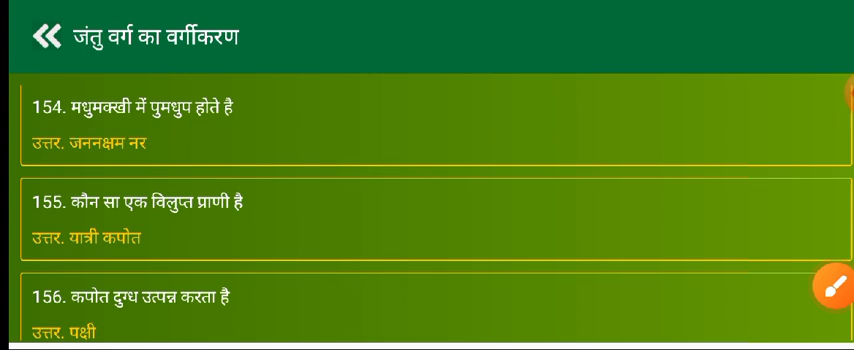 जंतु वर्ग का वर्गीकरण
154. मधुमक्खी में पुमधुप होते है
उत्तर. जननक्षम नर
155. कौन सा एक विलुप्त प्राणी है
उत्तर. यात्री कपोत
156. कपोत दुग्ध उत्पन्न करता है
उत्तर. पक्षी